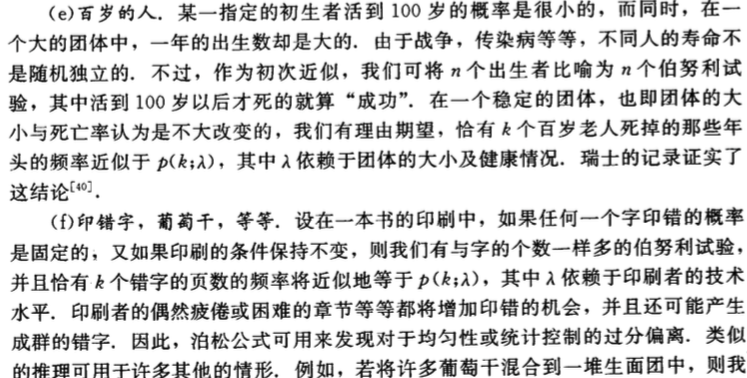 (e)百岁的人. 某一指定的初生者活到 100 岁的概率是很小的，而同时，在一
个大的团体中，一年的出生数却是大的. 由于战争，传染病等等，不同人的寿命不
是随机独立的. 不过，作为初次近似，我们可将 n 个出生者比喻为 n 个伯努利试
验，其中活到 100 岁以后才死的就算“成功”. 在一个稳定的团体，也即团体的大
小与死亡率认为是不大改变的，我们有理由期望，恰有 k 个百岁老人死掉的那些年
头的频率近似于 p(k;λ)，其中 λ 依赖于团体的大小及健康情况. 瑞士的记录证实了
这结论[40].
(f)印错字，葡萄干，等等. 设在一本书的印刷中，如果任何一个字印错的概率
是固定的，又如果印刷的条件保持不变，则我们有与字的个数一样多的伯努利试验，
并且恰有 k 个错字的页数的频率将近似地等于 p(k;λ)，其中 λ 依赖于印刷者的技术
水平. 印刷者的偶然疲倦或困难的章节等等都将增加印错的机会，并且还可能产生
成群的错字. 因此，泊松公式可用来发现对于均匀性或统计控制的过分偏离. 类似
的推理可用于许多其他的情形. 例如，若将许多葡萄干混合到一堆生面团中，则我